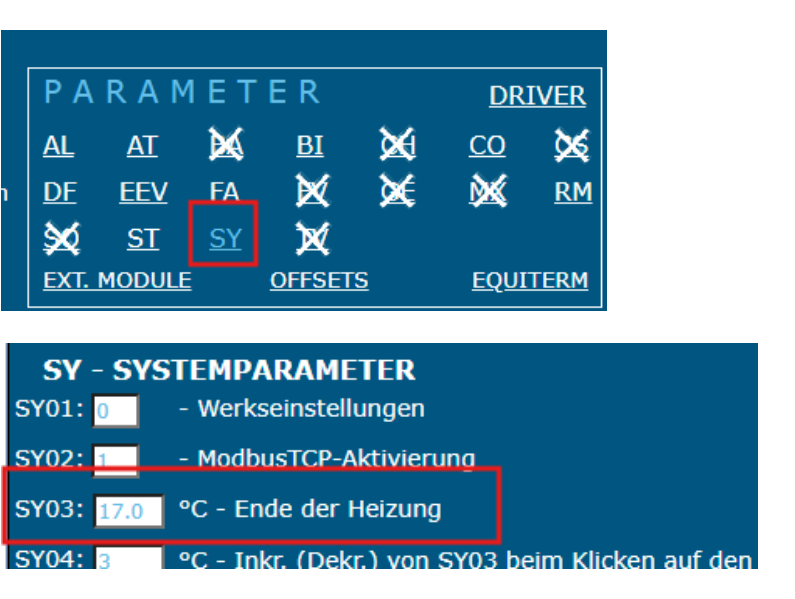 PARAMETER DRIVER
AL AT BI CO
n DF EEV FA RM
ST SY
EXT. MODULE OFFSETS EQUITERM
SY - SYSTEMPARAMETER
SY01: 0 - Werkseinstellungen
SY02: 1 - ModbusTCP-Aktivierung
SY03: 17.0 °C - Ende der Heizung
SY04: 3 °C - Inkr. (Dekr.) von SY03 beim Klicken auf den